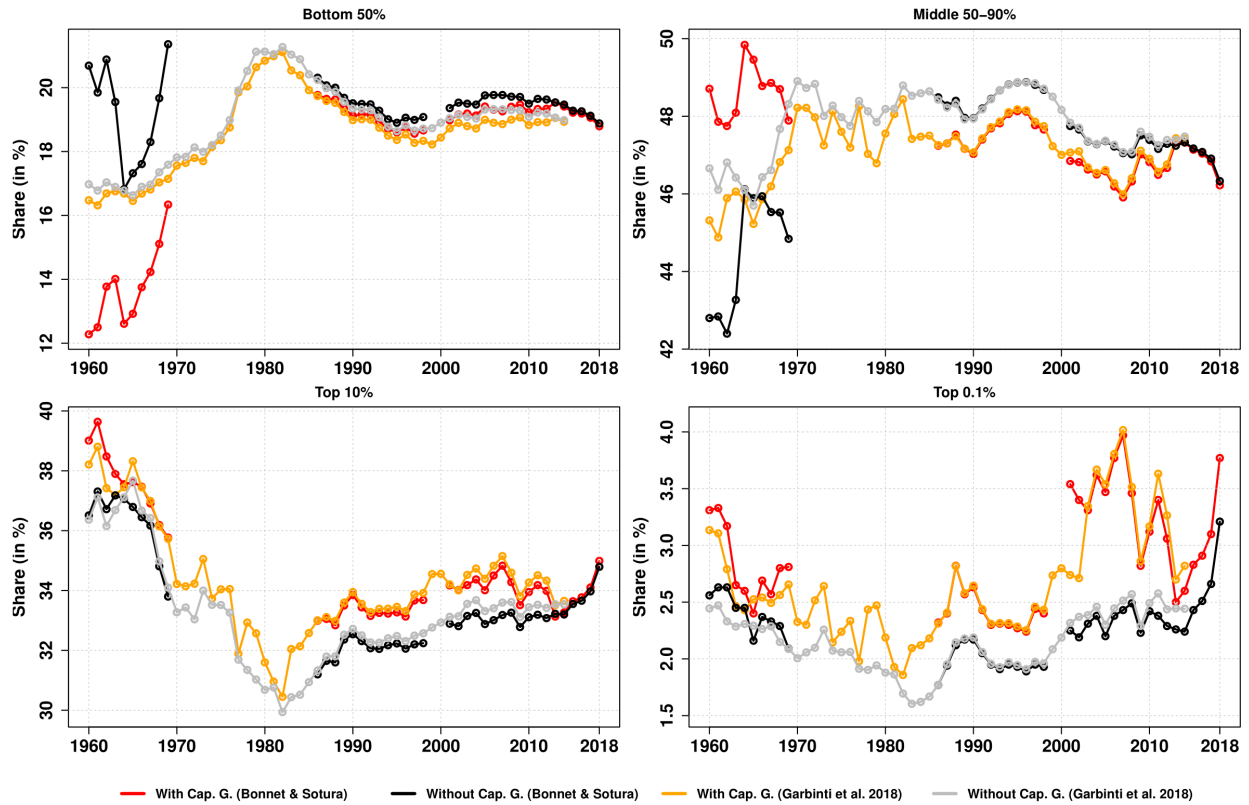 Bottom 50%
Share (in %)
20
18
16
14
12
1960 1970 1980 1990 2000 2010 2018
Middle 50−90%
Share (in %)
50
48
46
44
42
1960 1970 1980 1990 2000 2010 2018
Top 10%
Share (in %)
40
38
36
34
32
30
1960 1970 1980 1990 2000 2010 2018
Top 0.1%
Share (in %)
4.0
3.5
3.0
2.5
2.0
1.5
1960 1970 1980 1990 2000 2010 2018
With Cap. G. (Bonnet & Sotura) Without Cap. G. (Bonnet & Sotura) With Cap. G. (Garbinti et al. 2018) Without Cap. G. (Garbinti et al. 2018)